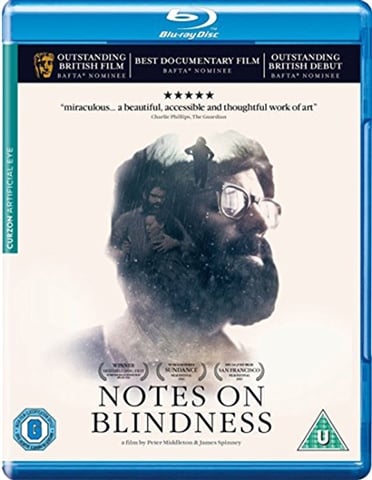 Blu-ray Disc
OUTSTANDING
BRITISH FILM
BAFTA® NOMINEE
BEST DOCUMENTARY FILM
BAFTA® NOMINEE
OUTSTANDING
BRITISH DEBUT
BAFTA® NOMINEE
★★★★★
"miraculous... a beautiful, accessible and thoughtful work of art"
Charlie Phillips, The Guardian
CURZON ARTIFICIAL EYE
WINNER
SUNDANCE
SAN FRANCISCO
NOTES ON
BLINDNESS
a film by Peter Middleton & James Spinney
U